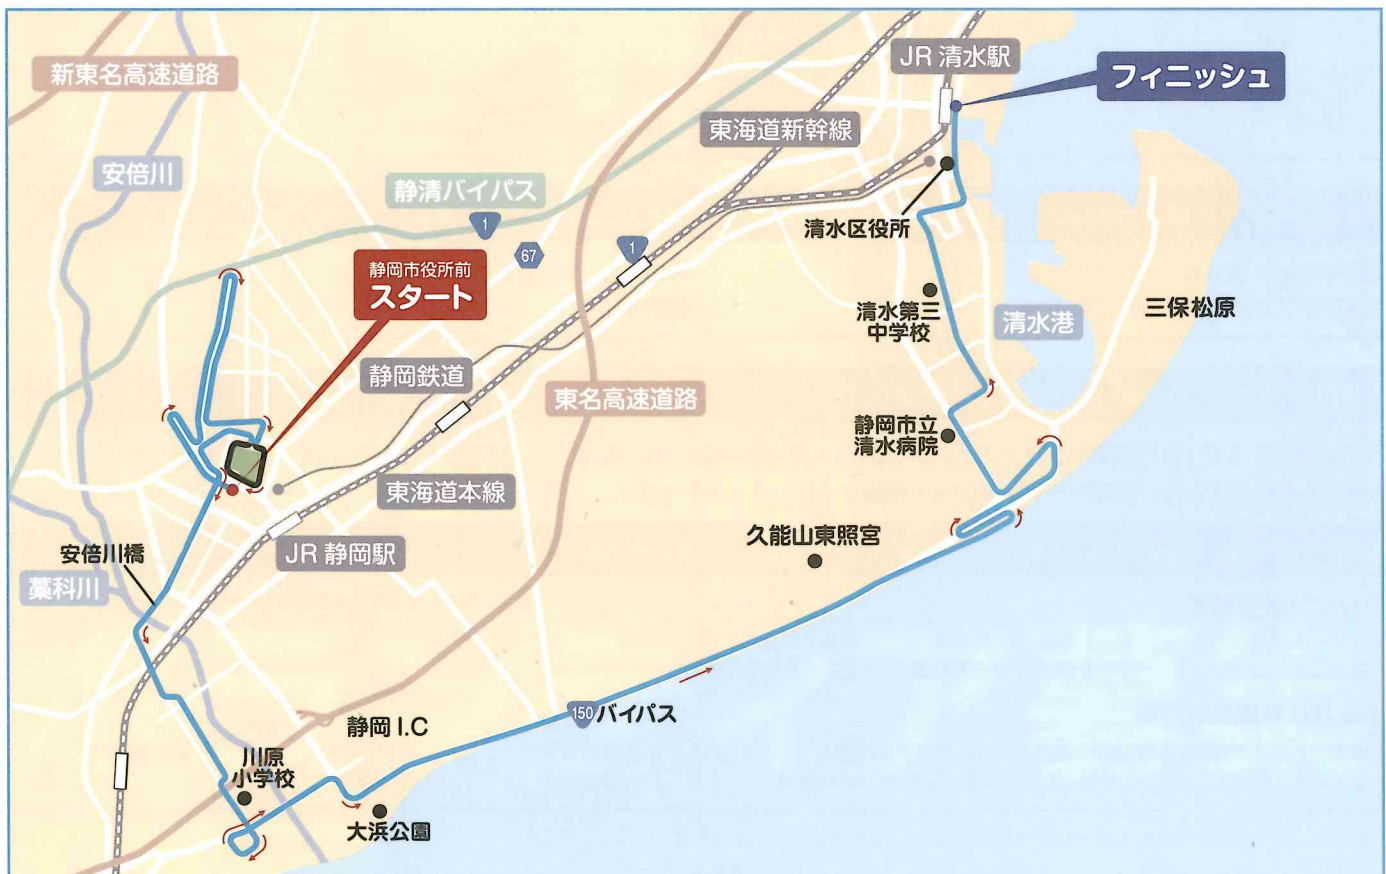 JR 清水駅
フィニッシュ
新東名高速道路
東海道新幹線
安倍川
静清バイパス
1
67
1
清水区役所
静岡市役所前
スタート
清水第三
中学校
清水港
三保松原
静岡鉄道
東名高速道路
静岡市立
清水病院
東海道本線
久能山東照宮
安倍川橋
JR 静岡駅
藁科川
150
バイパス
静岡 I.C
川原
小学校
大浜公園